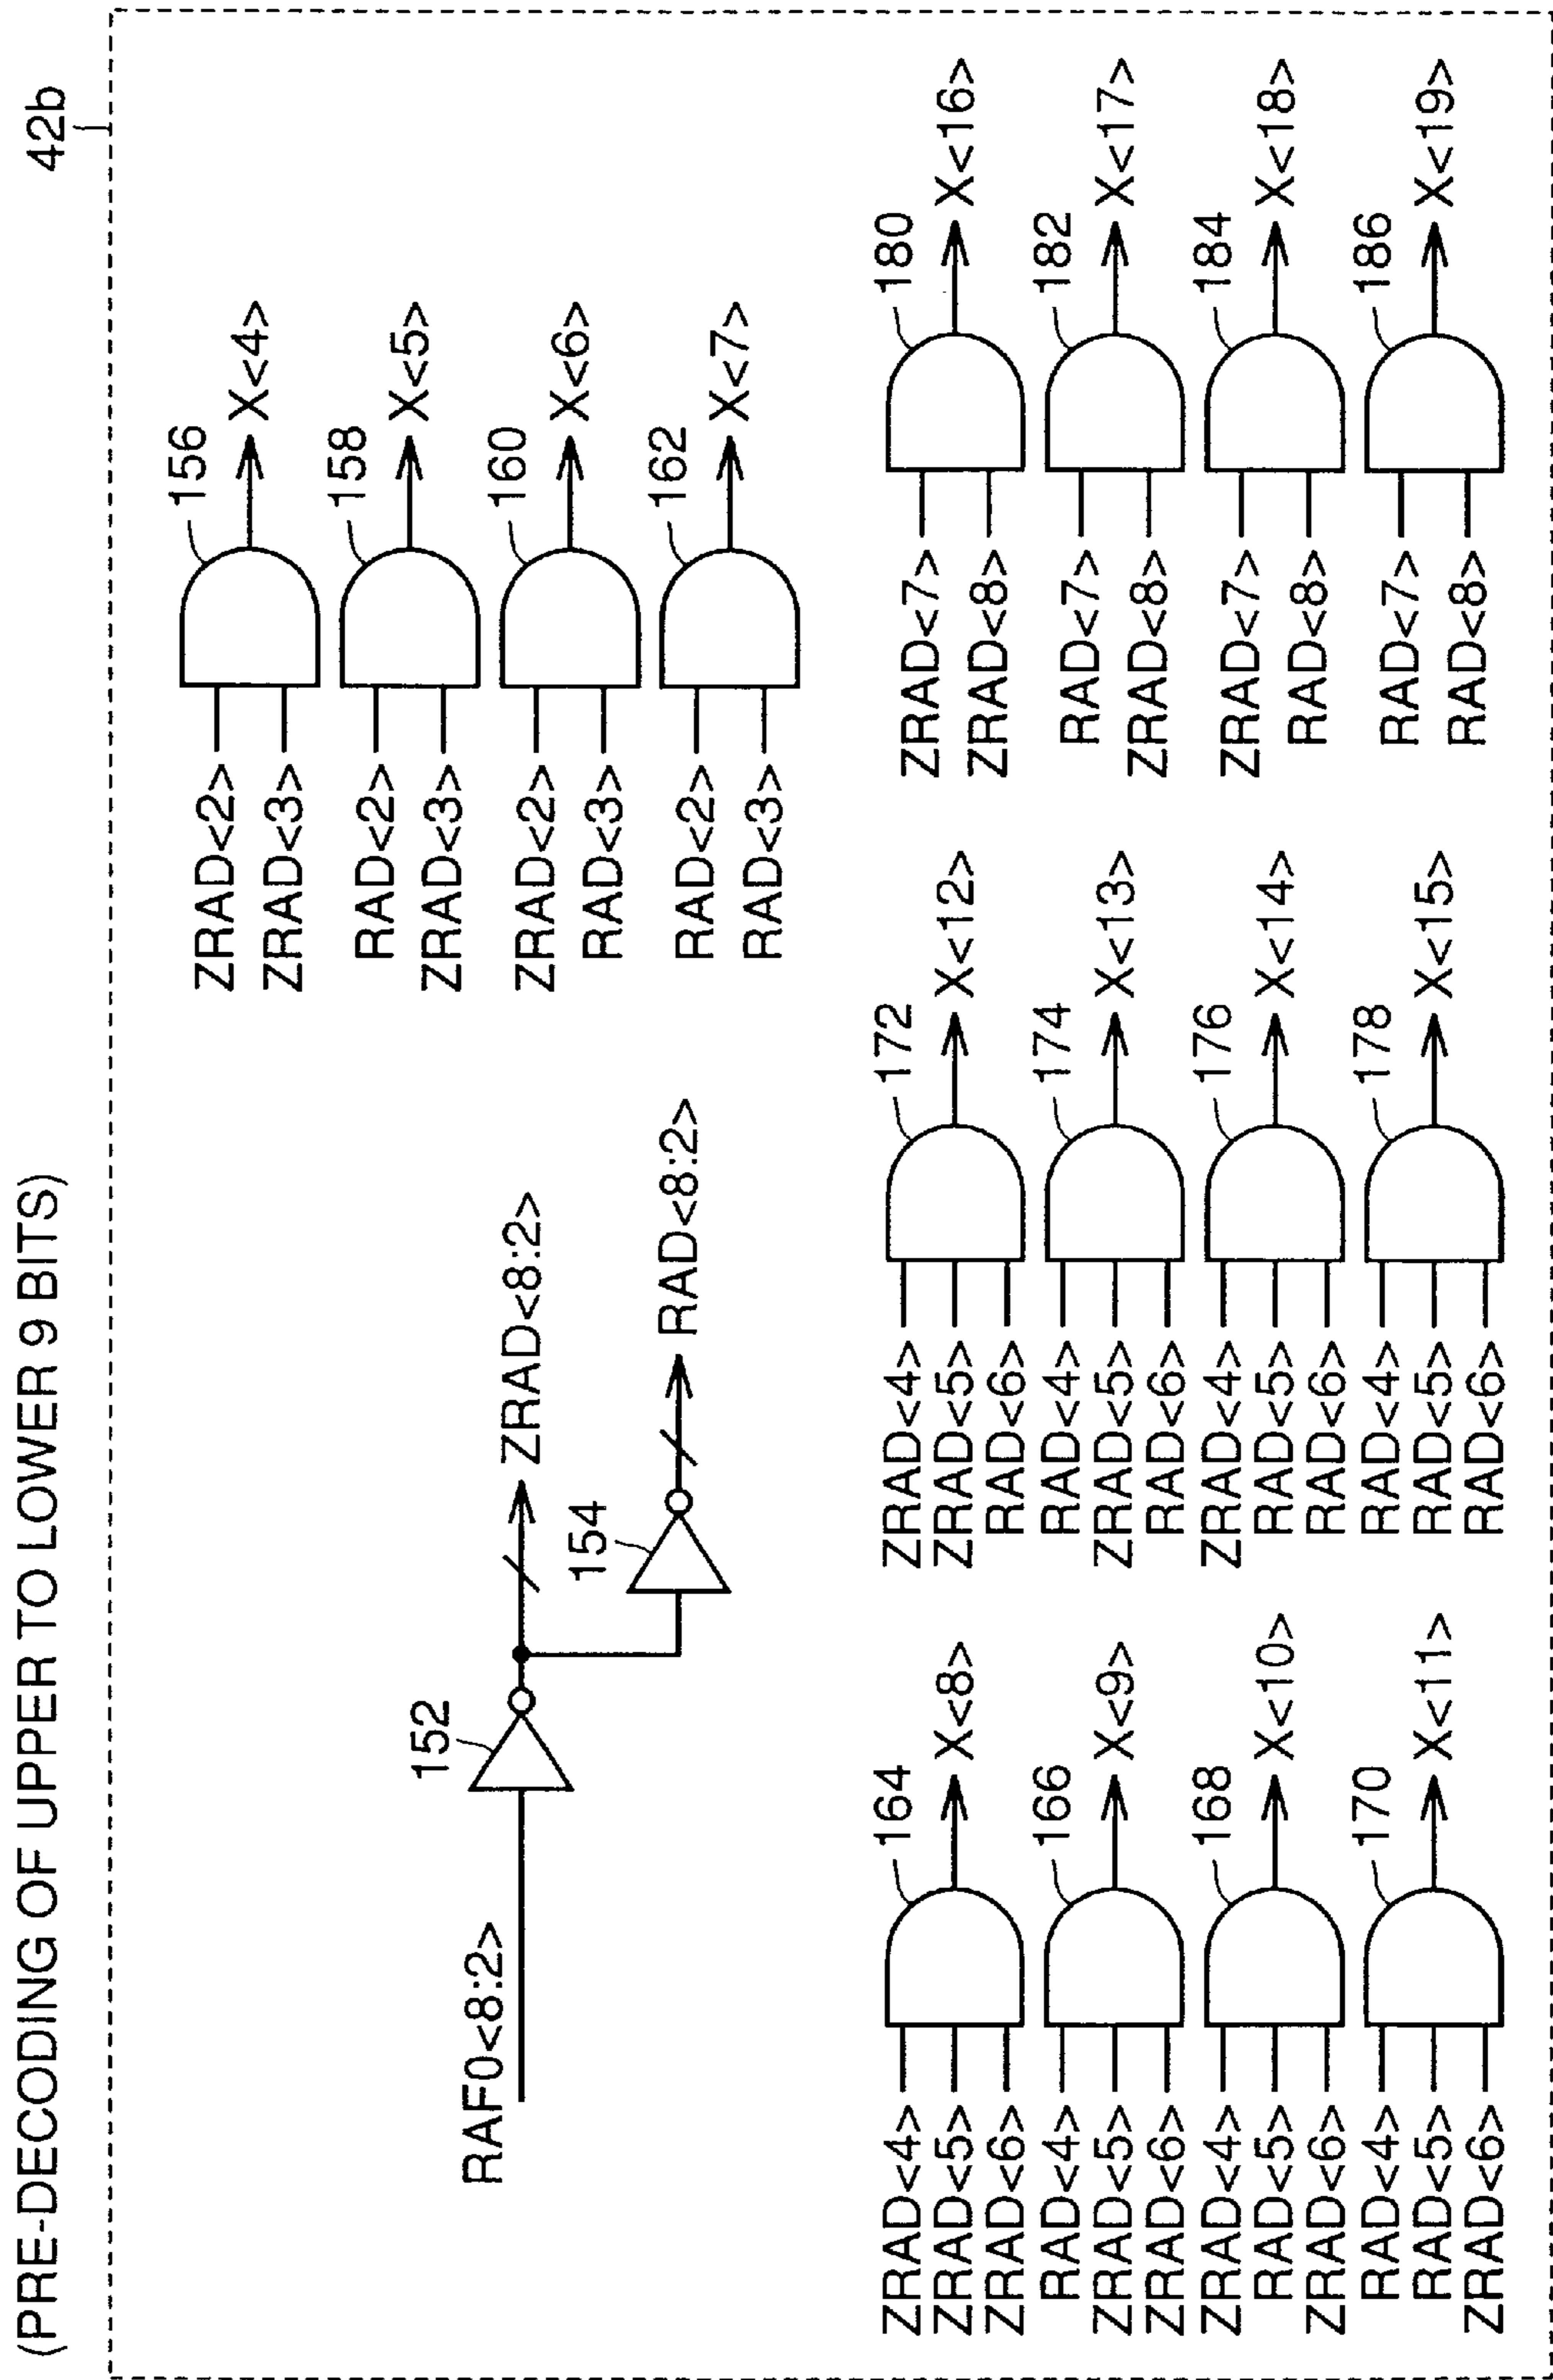 (PRE-DECODING OF UPPER TO LOWER 9 BITS)
42b
RAF0<8:2>
152
ZRAD<8:2>
154
RAD<8:2>
ZRAD<2>
ZRAD<3>
156
X<4>
RAD<2>
ZRAD<3>
158
X<5>
ZRAD<2>
RAD<3>
160
X<6>
RAD<2>
RAD<3>
162
X<7>
ZRAD<4>
ZRAD<5>
ZRAD<6>
164
X<8>
RAD<4>
ZRAD<5>
ZRAD<6>
166
X<9>
ZRAD<4>
RAD<5>
ZRAD<6>
168
X<10>
RAD<4>
RAD<5>
ZRAD<6>
170
X<11>
ZRAD<4>
ZRAD<5>
RAD<6>
172
X<12>
RAD<4>
ZRAD<5>
RAD<6>
174
X<13>
ZRAD<4>
RAD<5>
RAD<6>
176
X<14>
RAD<4>
RAD<5>
RAD<6>
178
X<15>
ZRAD<7>
ZRAD<8>
180
X<16>
RAD<7>
ZRAD<8>
182
X<17>
ZRAD<7>
RAD<8>
184
X<18>
RAD<7>
RAD<8>
186
X<19>